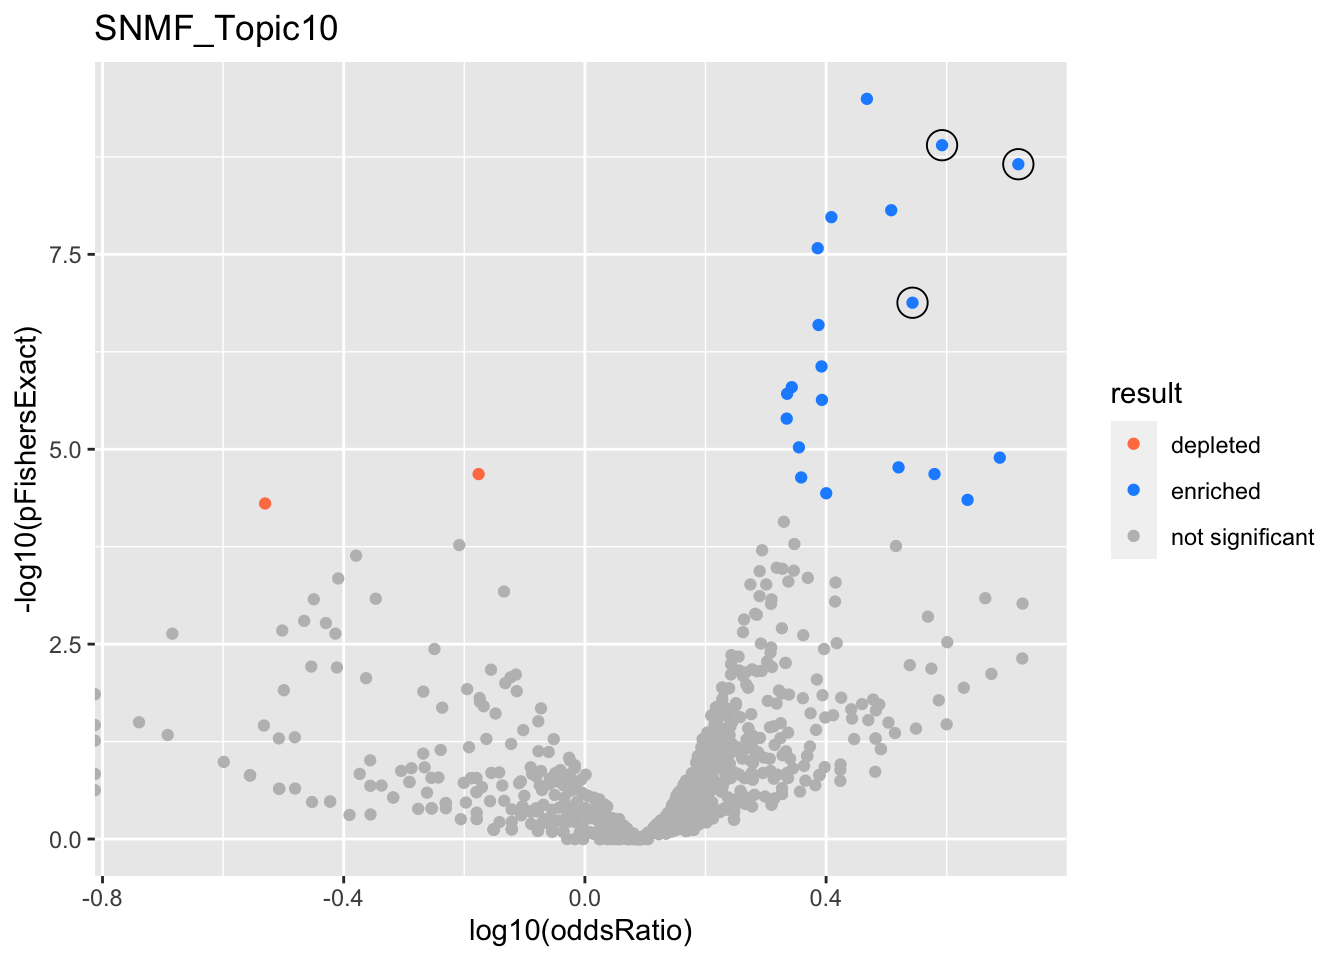 SNMF_Topic10
-log10(pFishersExact)
7.5
5.0
2.5
0.0
-0.8
-0.4
0.0
0.4
log10(oddsRatio)
result
depleted
enriched
not significant